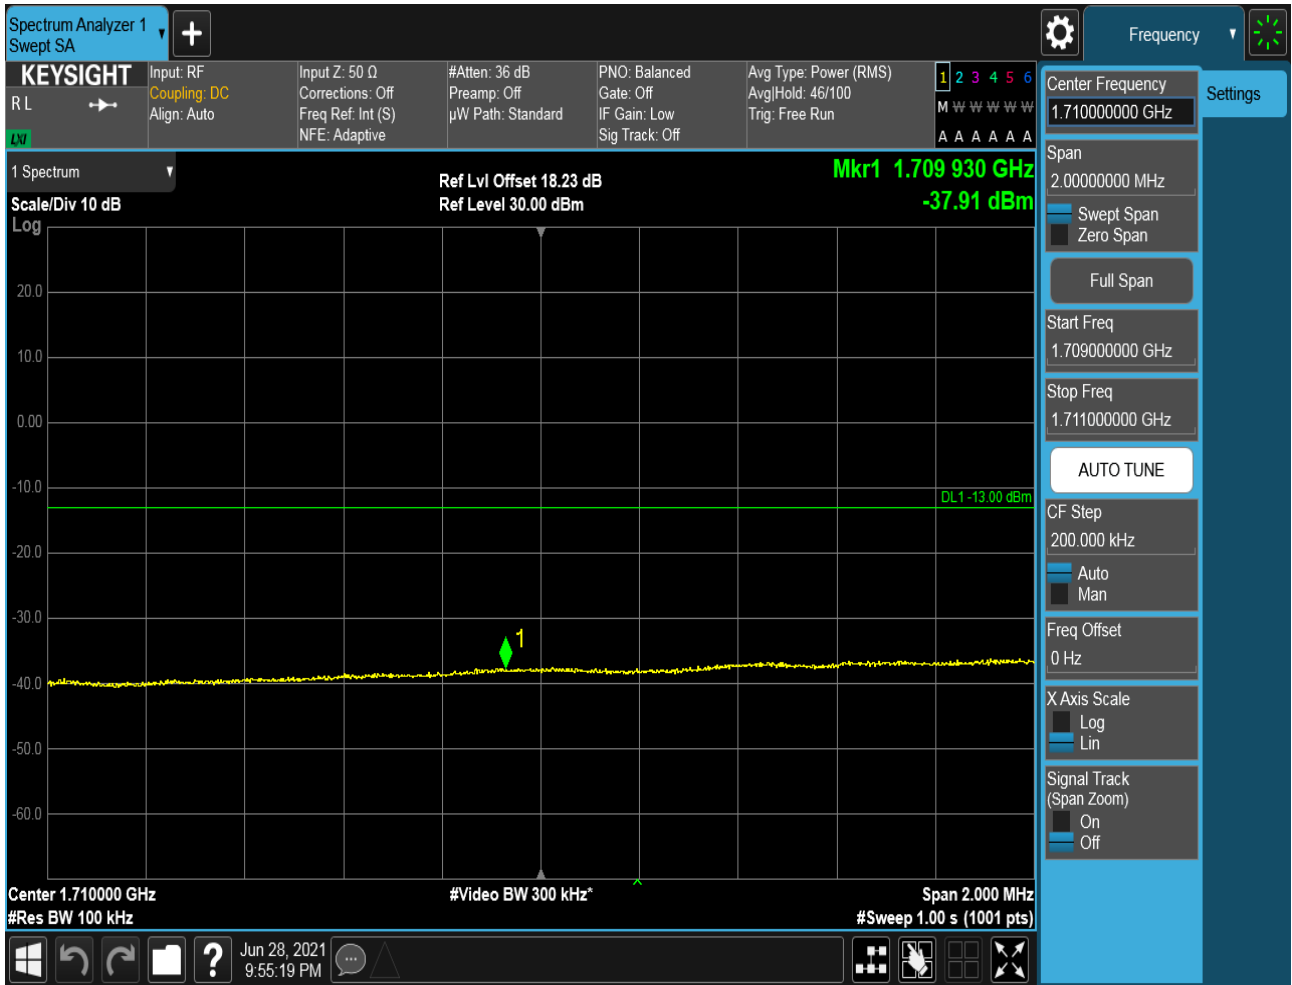 Spectrum Analyzer 1
Swept SA
Frequency
KEYSIGHT
R L
LXI
Input: RF
Coupling: DC
Align: Auto
Input Z: 50 Ω
Corrections: Off
Freq Ref: Int (S)
NFE: Adaptive
#Atten: 36 dB
Preamp: Off
µW Path: Standard
PNO: Balanced
Gate: Off
IF Gain: Low
Sig Track: Off
Avg Type: Power (RMS)
Avg|Hold: 46/100
Trig: Free Run
1 2 3 4 5 6
M W W W W W
A A A A A A
1 Spectrum
Scale/Div 10 dB
Log
Ref Lvl Offset 18.23 dB
Ref Level 30.00 dBm
Mkr1 1.709 930 GHz
-37.91 dBm
20.0
10.0
0.00
-10.0
-20.0
-30.0
-40.0
-50.0
-60.0
DL1 -13.00 dBm
1
Center 1.710000 GHz
#Res BW 100 kHz
#Video BW 300 kHz*
Span 2.000 MHz
#Sweep 1.00 s (1001 pts)
Jun 28, 2021
9:55:19 PM
Center Frequency
1.710000000 GHz
Settings
Span
2.00000000 MHz
Swept Span
Zero Span
Full Span
Start Freq
1.709000000 GHz
Stop Freq
1.711000000 GHz
AUTO TUNE
CF Step
200.000 kHz
Auto
Man
Freq Offset
0 Hz
X Axis Scale
Log
Lin
Signal Track
(Span Zoom)
On
Off